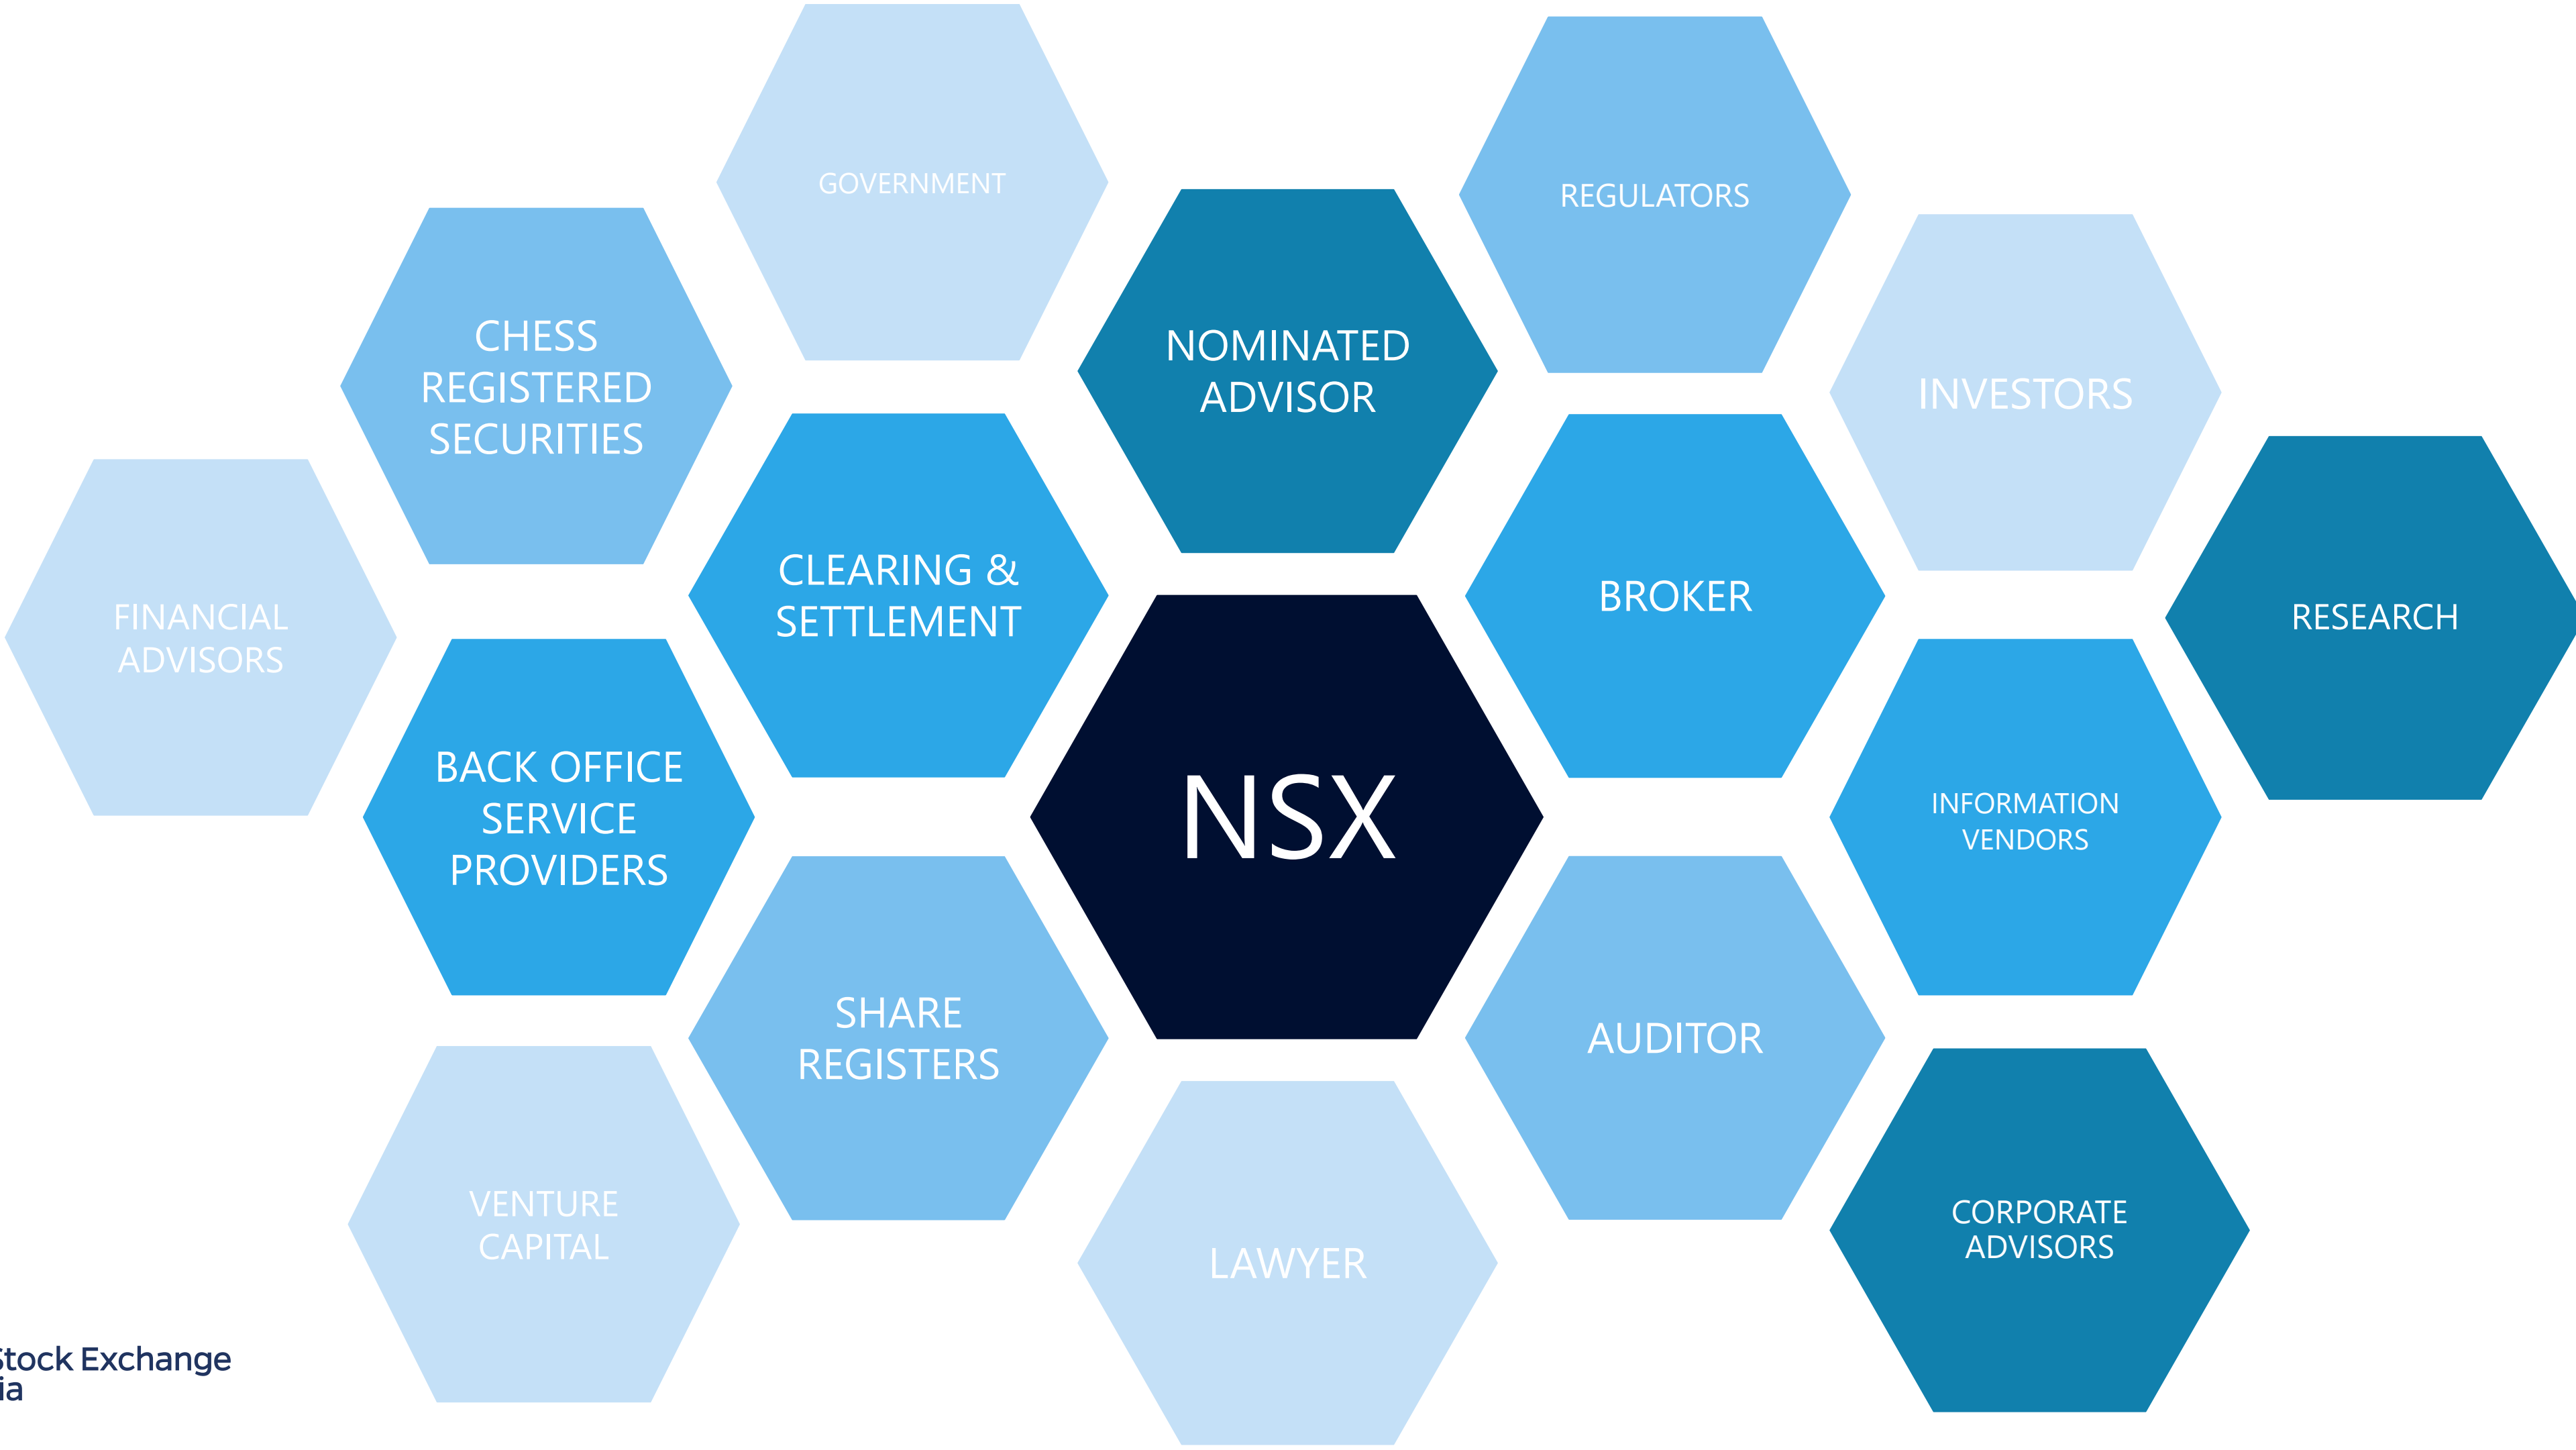 GOVERNMENT
REGULATORS
CHESS
REGISTERED
SECURITIES
NOMINATED
ADVISOR
INVESTORS
FINANCIAL
ADVISORS
CLEARING &
SETTLEMENT
BROKER
RESEARCH
BACK OFFICE
SERVICE
PROVIDERS
NSX
INFORMATION
VENDORS
SHARE
REGISTERS
AUDITOR
VENTURE
CAPITAL
LAWYER
CORPORATE
ADVISORS
Stock Exchange